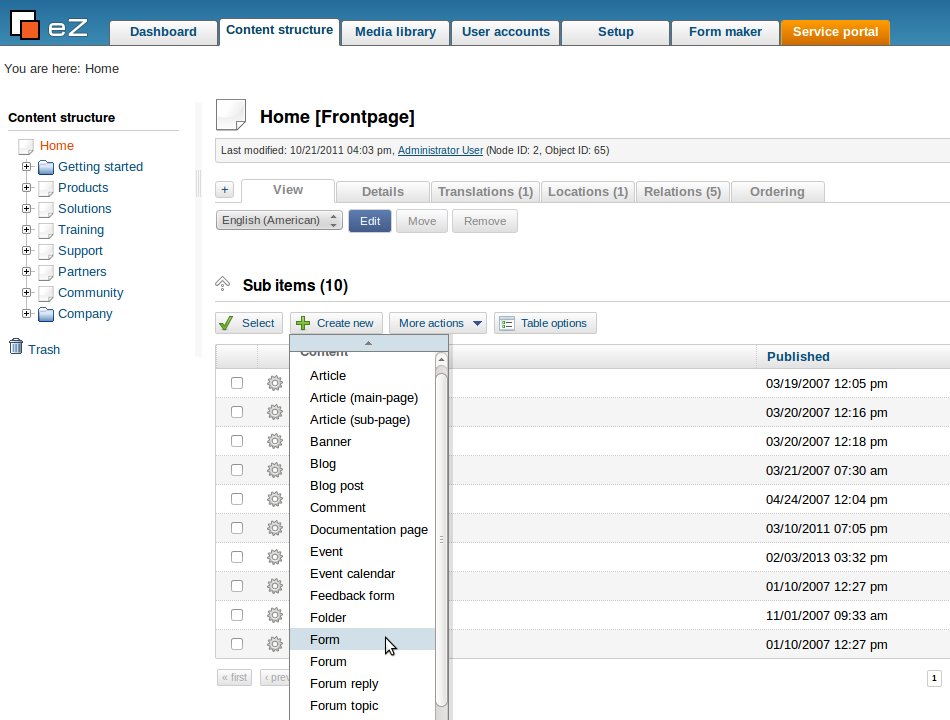 eZ
Dashboard Content structure Media library User accounts Setup Form maker Service portal
You are here: Home
Content structure
Home
Getting started
Products
Solutions
Training
Support
Partners
Community
Company
Trash
Home [Frontpage]
Last modified: 10/21/2011 04:03 pm, Administrator User (Node ID: 2, Object ID: 65)
+ View Details Translations (1) Locations (1) Relations (5) Ordering
English (American) Edit Move Remove
Sub items (10)
Select Create new More actions Table options
Content
Article
Article (main-page)
Article (sub-page)
Banner
Blog
Blog post
Comment
Documentation page
Event
Event calendar
Feedback form
Folder
Form
Forum
Forum reply
Forum topic
Published
03/19/2007 12:05 pm
03/20/2007 12:16 pm
03/20/2007 12:18 pm
03/21/2007 07:30 am
04/24/2007 12:04 pm
03/10/2011 07:05 pm
02/03/2013 03:32 pm
01/10/2007 12:27 pm
11/01/2007 09:33 am
01/10/2007 12:27 pm
« first ‹ prev 1